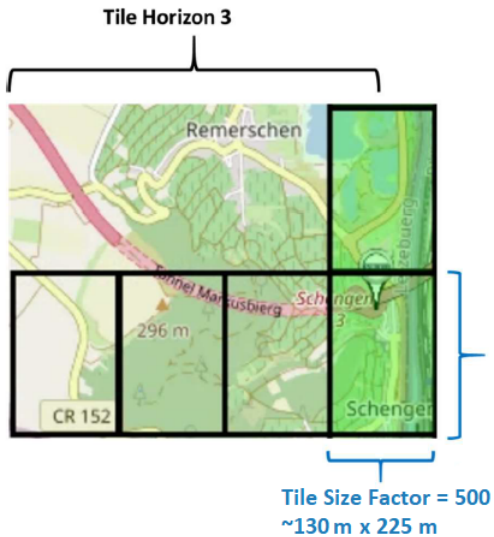 Tile Horizon 3
Remerschen
Tunnel Markusbierg
Schengen
3
296 m
CR 152
Schengen
Tile Size Factor = 500
~130 m x 225 m